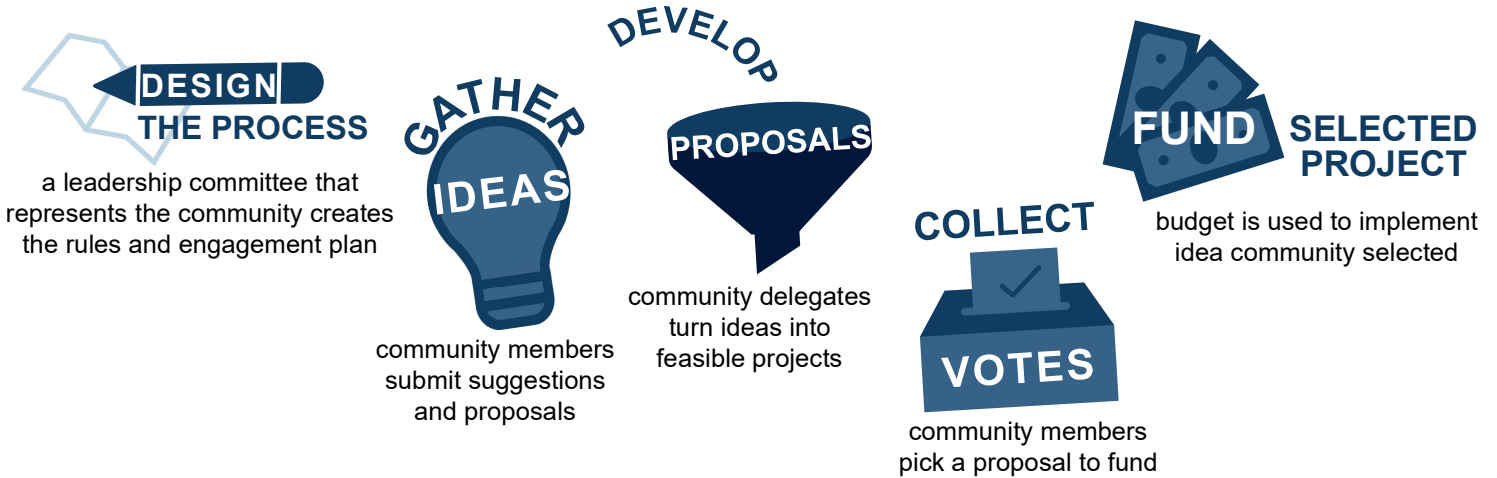 DESIGN
THE PROCESS
a leadership committee that
represents the community creates
the rules and engagement plan
GATHER
IDEAS
community members
submit suggestions
and proposals
DEVELOP
PROPOSALS
community delegates
turn ideas into
feasible projects
COLLECT
VOTES
community members
pick a proposal to fund
FUND
SELECTED
PROJECT
budget is used to implement
idea community selected